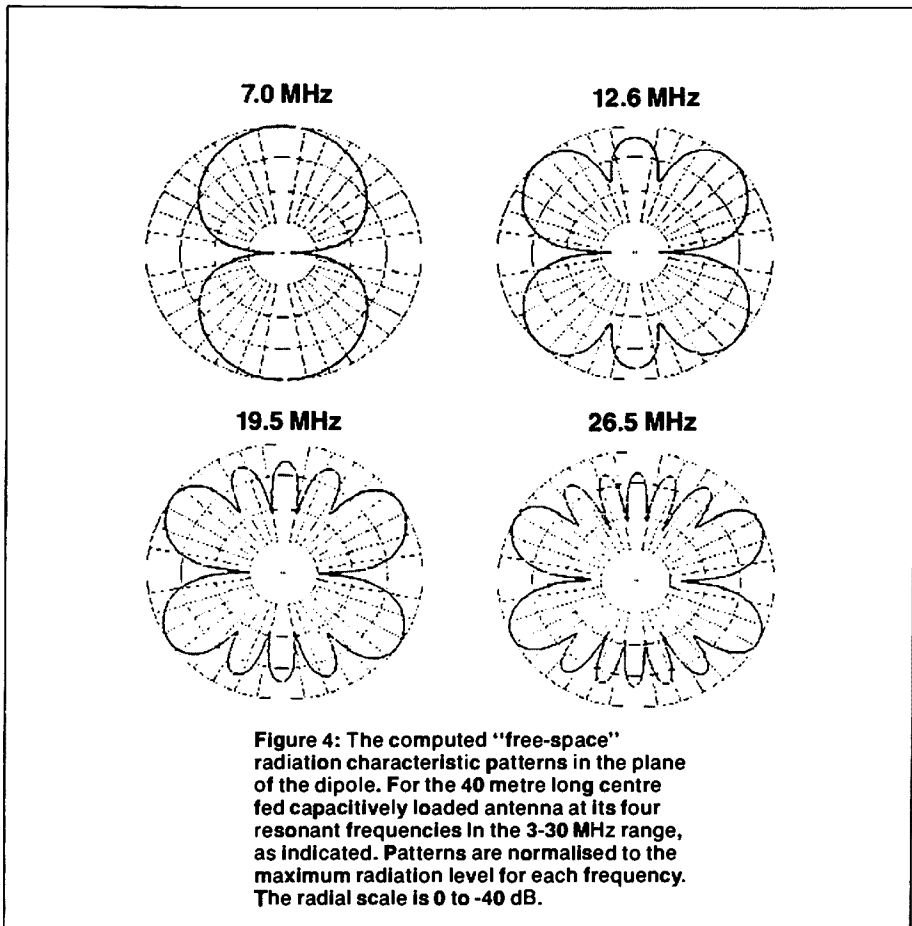 7.0 MHz
12.6 MHz
19.5 MHz
26.5 MHz
Figure 4: The computed "free-space"
radiation characteristic patterns in the plane
of the dipole. For the 40 metre long centre
fed capacitively loaded antenna at its four
resonant frequencies in the 3-30 MHz range,
as indicated. Patterns are normalised to the
maximum radiation level for each frequency.
The radial scale is 0 to -40 dB.